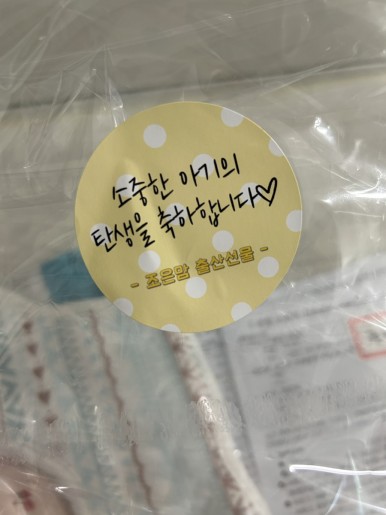 소중한 아기의
탄생을 축하합니다♡
- 조은맘 출산선물 -